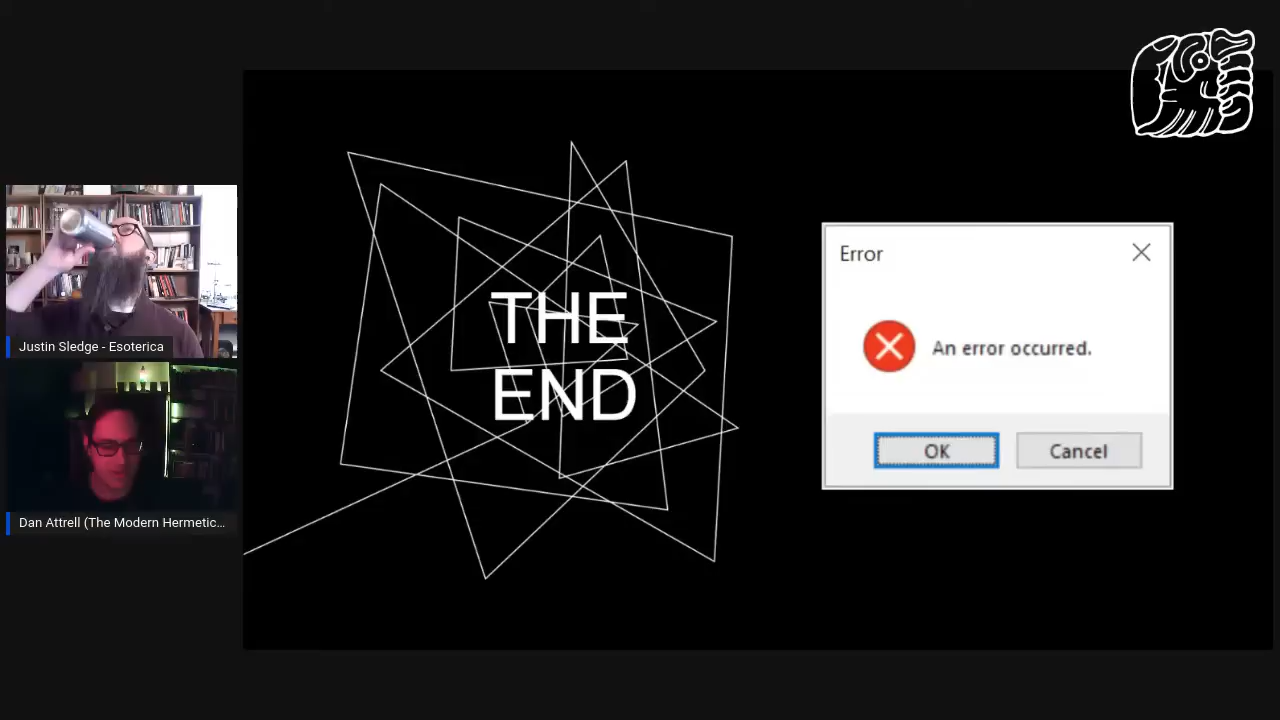 Justin Sledge - Esoterica
Dan Attrell (The Modern Hermetic...
THE
END
Error
An error occurred.
OK
Cancel